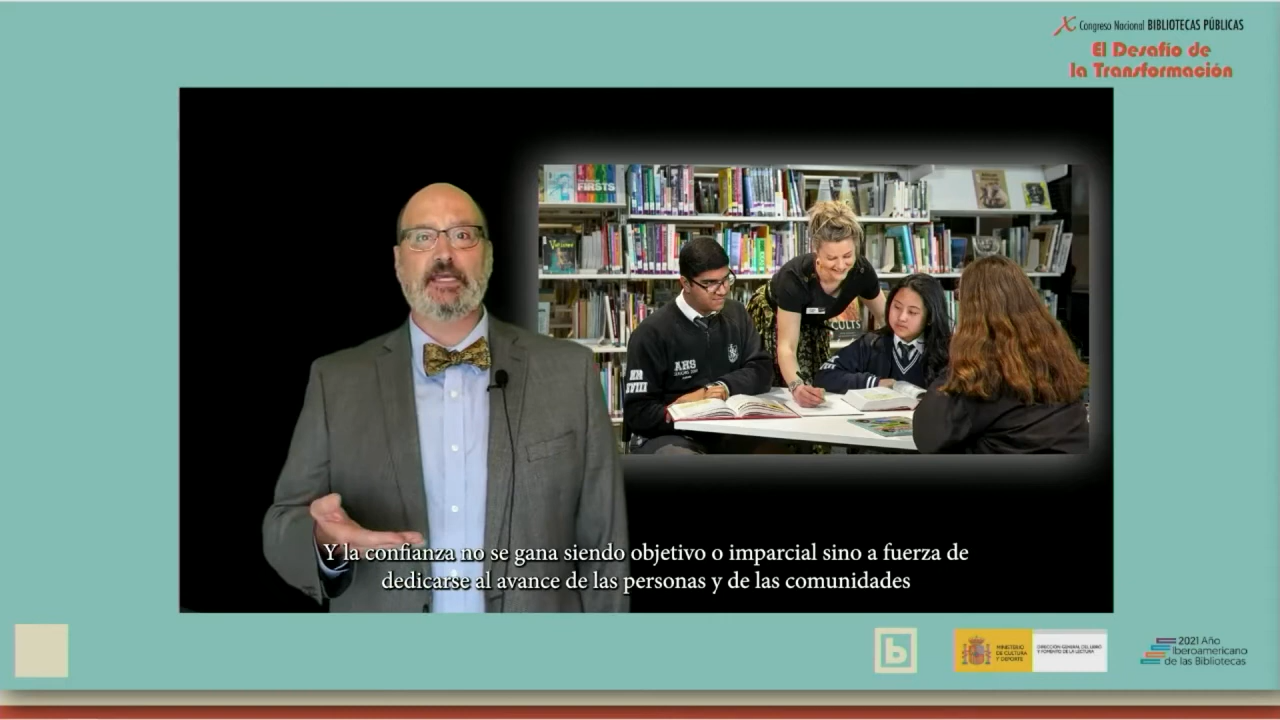 X Congreso Nacional BIBLIOTECAS PÚBLICAS
El Desafío de
la Transformación
FIRSTS
CULTS
AHS
XVIII
Y la confianza no se gana siendo objetivo o imparcial sino a fuerza de
dedicarse al avance de las personas y de las comunidades
b
MINISTERIO
DE CULTURA
Y DEPORTE
DIRECCIÓN GENERAL DEL LIBRO
Y FOMENTO DE LA LECTURA
2021 Año
Iberoamericano
de las Bibliotecas